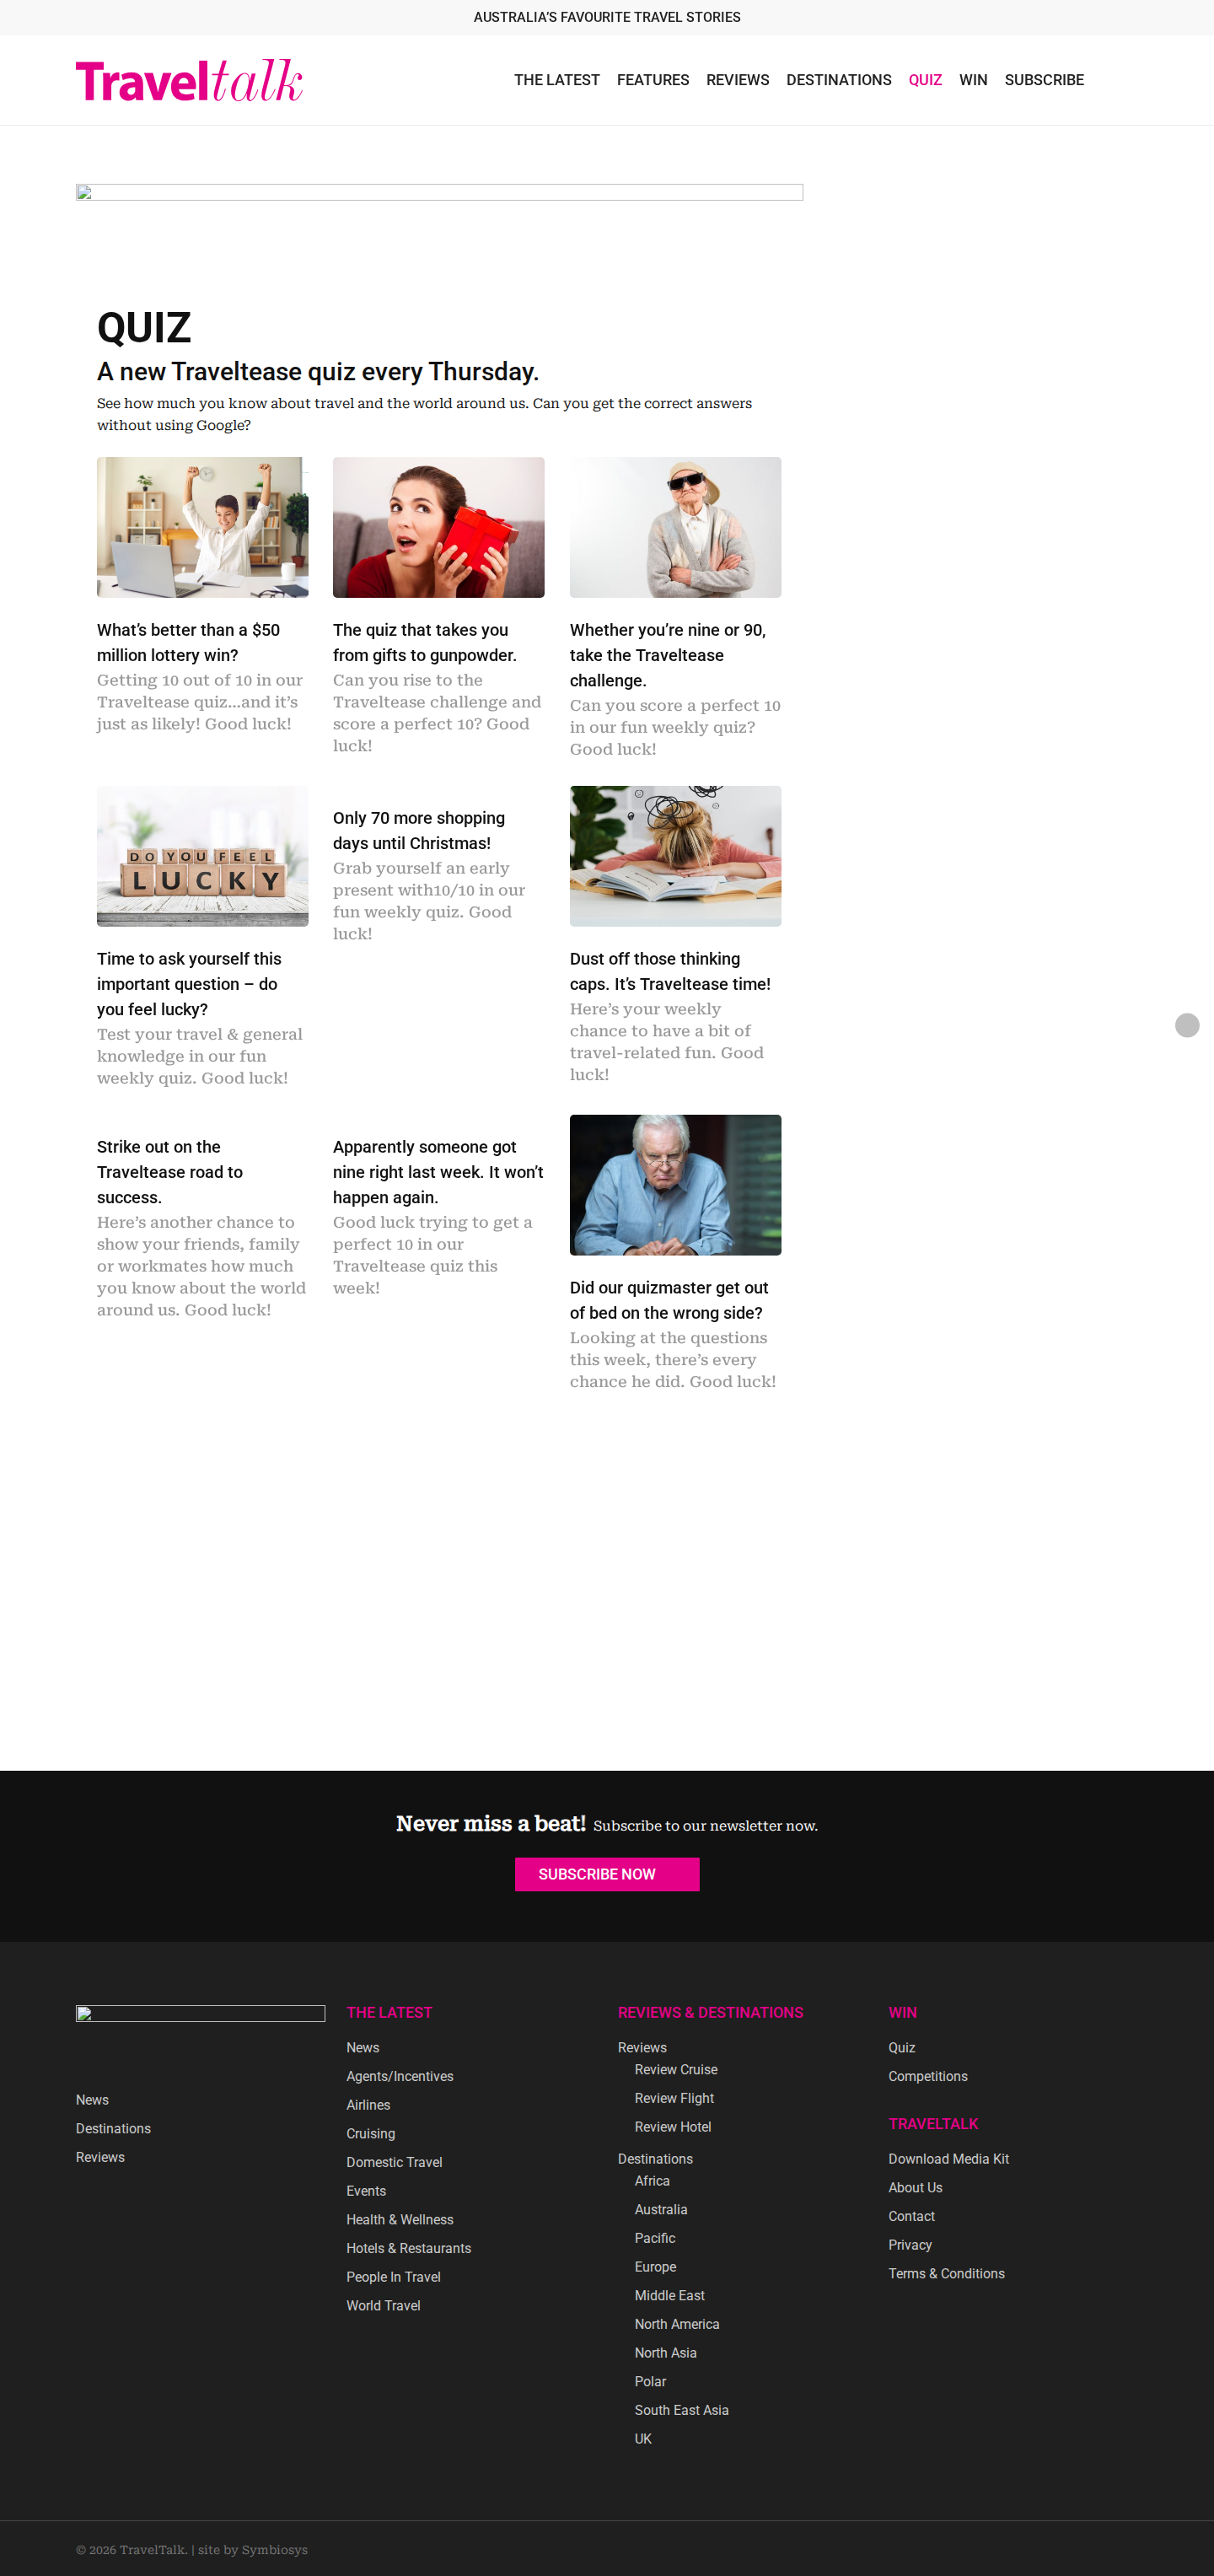 AUSTRALIA’S FAVOURITE TRAVEL STORIES
Traveltalk
THE LATEST FEATURES REVIEWS DESTINATIONS QUIZ WIN SUBSCRIBE
QUIZ
A new Traveltease quiz every Thursday.
See how much you know about travel and the world around us. Can you get the correct answers
without using Google?
What’s better than a $50
million lottery win?
Getting 10 out of 10 in our
Traveltease quiz…and it’s
just as likely! Good luck!
The quiz that takes you
from gifts to gunpowder.
Can you rise to the
Traveltease challenge and
score a perfect 10? Good
luck!
Whether you’re nine or 90,
take the Traveltease
challenge.
Can you score a perfect 10
in our fun weekly quiz?
Good luck!
DO YOU FEEL
LUCKY
Time to ask yourself this
important question – do
you feel lucky?
Test your travel & general
knowledge in our fun
weekly quiz. Good luck!
Only 70 more shopping
days until Christmas!
Grab yourself an early
present with10/10 in our
fun weekly quiz. Good
luck!
Dust off those thinking
caps. It’s Traveltease time!
Here’s your weekly
chance to have a bit of
travel-related fun. Good
luck!
Strike out on the
Traveltease road to
success.
Here’s another chance to
show your friends, family
or workmates how much
you know about the world
around us. Good luck!
Apparently someone got
nine right last week. It won’t
happen again.
Good luck trying to get a
perfect 10 in our
Traveltease quiz this
week!
Did our quizmaster get out
of bed on the wrong side?
Looking at the questions
this week, there’s every
chance he did. Good luck!
Never miss a beat! Subscribe to our newsletter now.
SUBSCRIBE NOW
News
Destinations
Reviews
THE LATEST
News
Agents/Incentives
Airlines
Cruising
Domestic Travel
Events
Health & Wellness
Hotels & Restaurants
People In Travel
World Travel
REVIEWS & DESTINATIONS
Reviews
Review Cruise
Review Flight
Review Hotel
Destinations
Africa
Australia
Pacific
Europe
Middle East
North America
North Asia
Polar
South East Asia
UK
WIN
Quiz
Competitions
TRAVELTALK
Download Media Kit
About Us
Contact
Privacy
Terms & Conditions
© 2026 TravelTalk. | site by Symbiosys